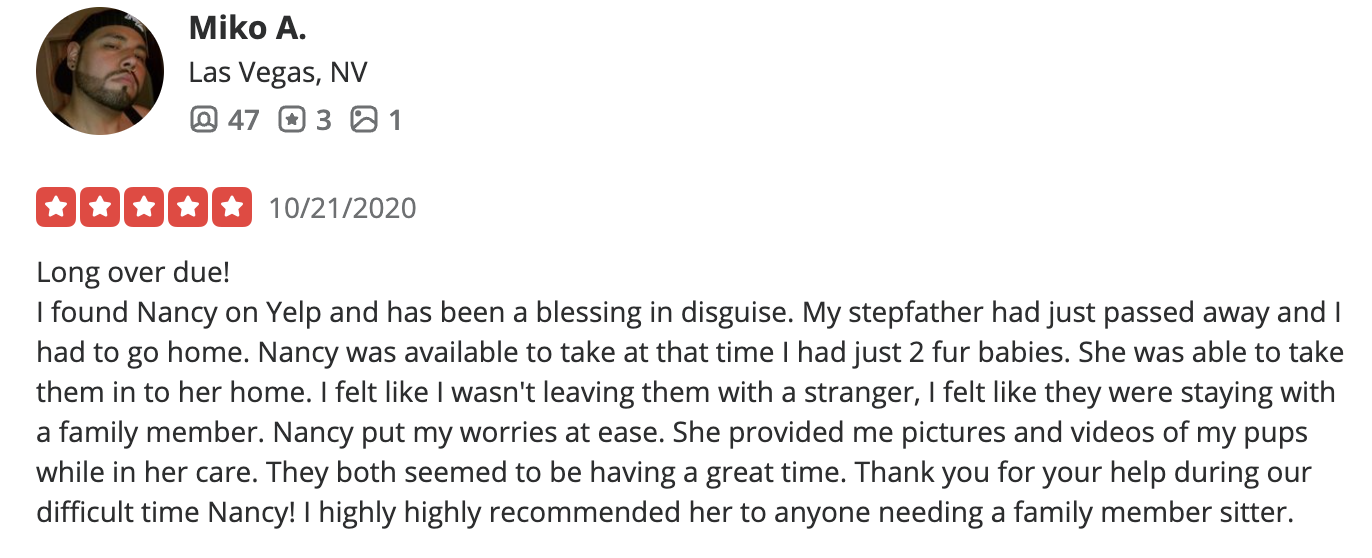 Miko A.
Las Vegas, NV
47 3 1
10/21/2020
Long over due!
I found Nancy on Yelp and has been a blessing in disguise. My stepfather had just passed away and I
had to go home. Nancy was available to take at that time I had just 2 fur babies. She was able to take
them in to her home. I felt like I wasn't leaving them with a stranger, I felt like they were staying with
a family member. Nancy put my worries at ease. She provided me pictures and videos of my pups
while in her care. They both seemed to be having a great time. Thank you for your help during our
difficult time Nancy! I highly highly recommended her to anyone needing a family member sitter.